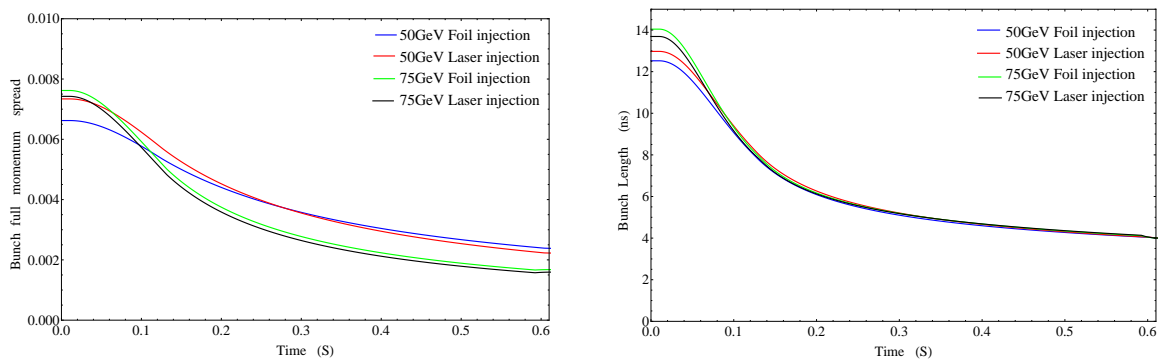 0.010
0.008
0.006
0.004
0.002
0.000
Bunch full momentum spread
50GeV Foil injection
50GeV Laser injection
75GeV Foil injection
75GeV Laser injection
0.0 0.1 0.2 0.3 0.4 0.5 0.6
Time (S)
14
12
10
8
6
4
2
0
Bunch Length (ns)
50GeV Foil injection
50GeV Laser injection
75GeV Foil injection
75GeV Laser injection
0.0 0.1 0.2 0.3 0.4 0.5 0.6
Time (S)